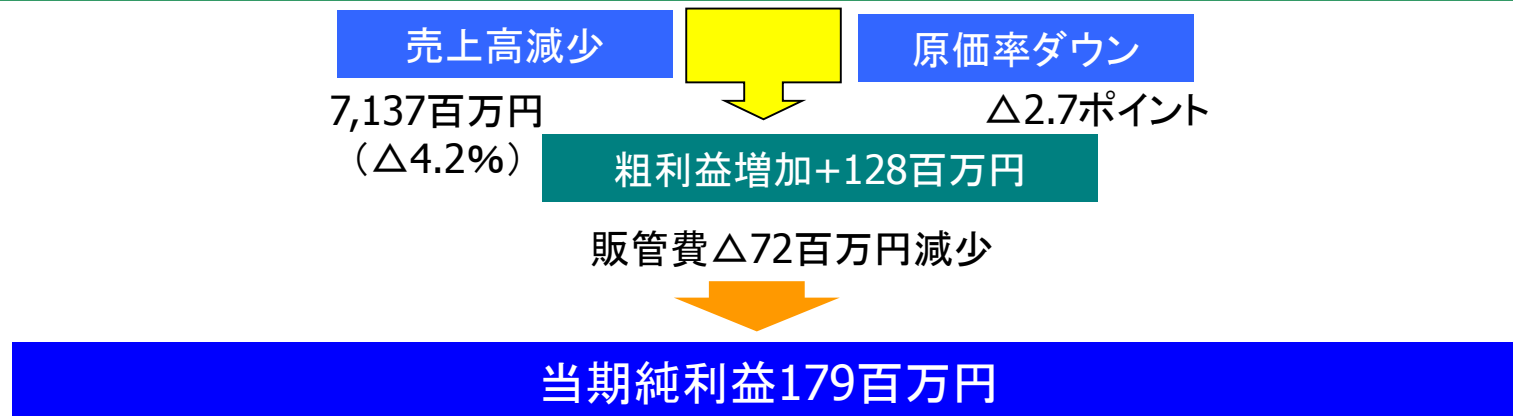 売上高減少
原価率ダウン
7,137百万円
（△4.2%）
△2.7ポイント
粗利益増加+128百万円
販管費△72百万円減少
当期純利益179百万円